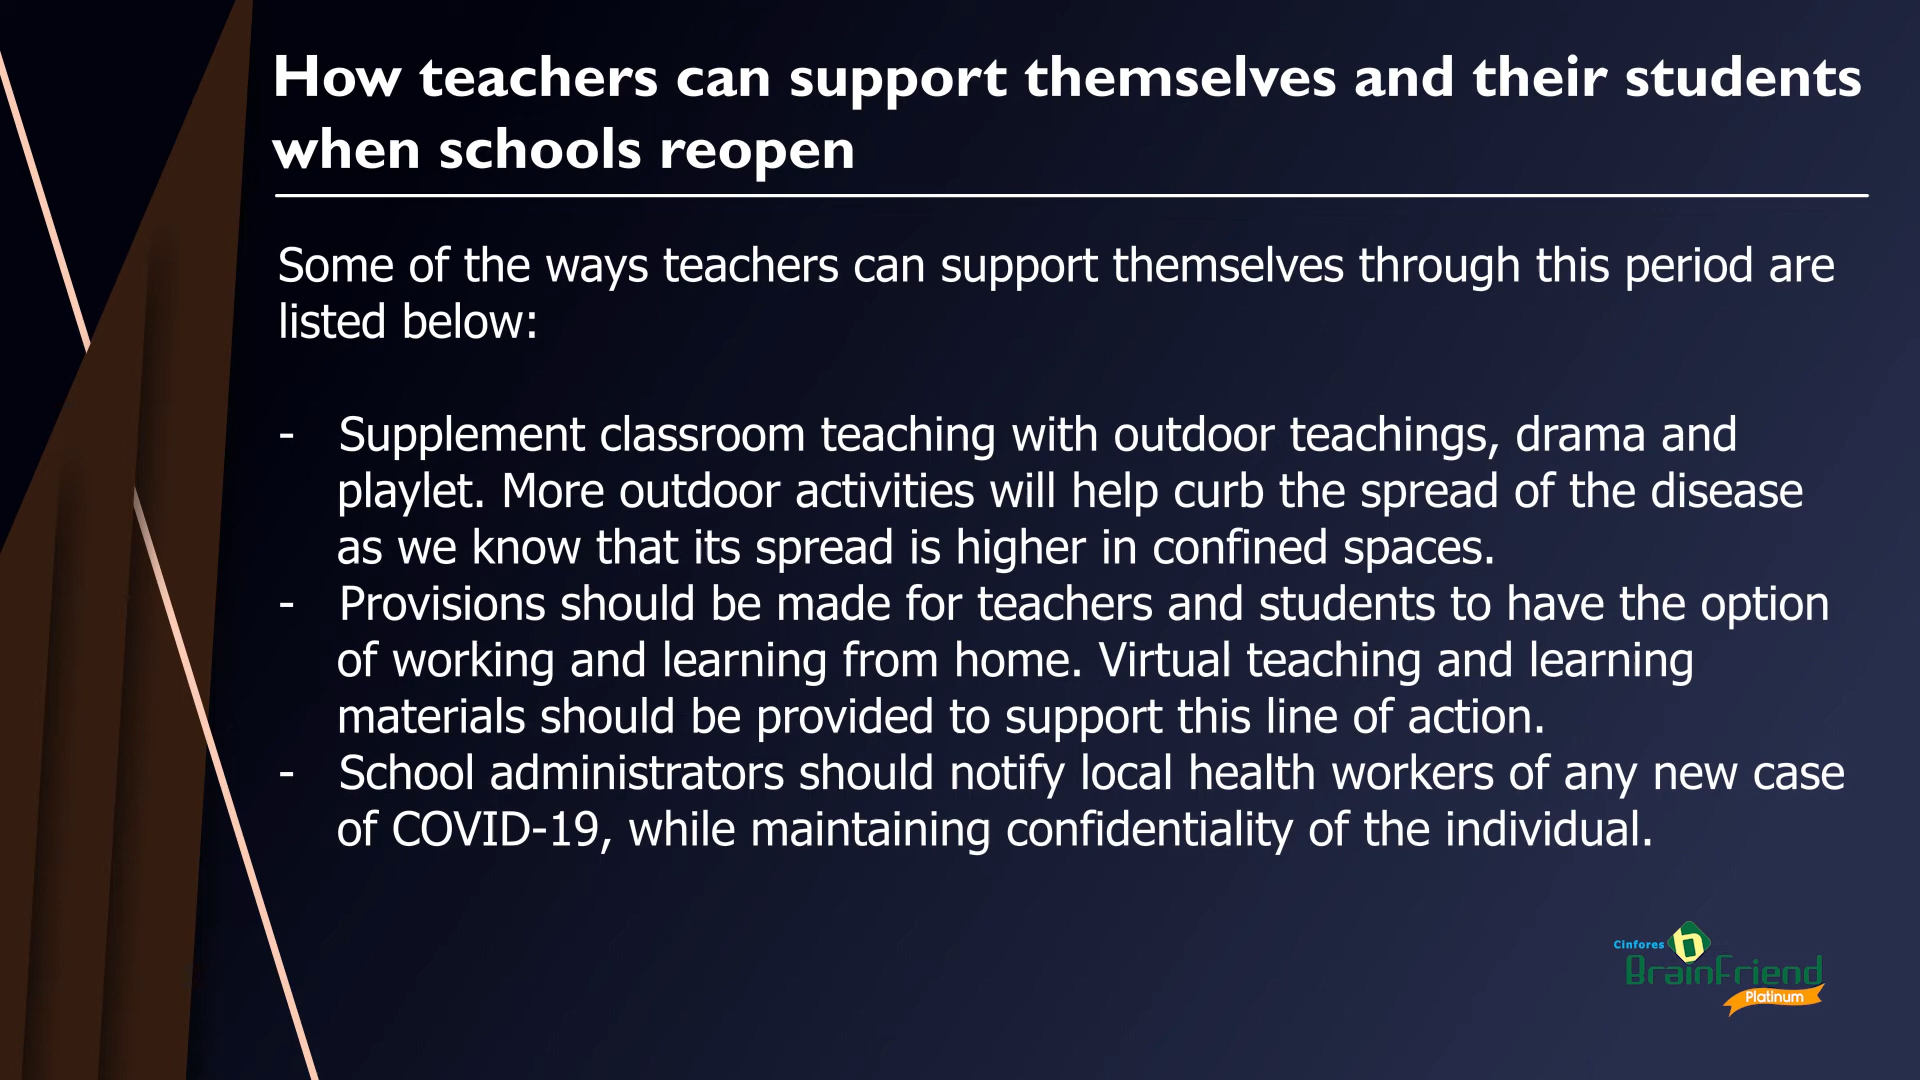 How teachers can support themselves and their students
when schools reopen
Some of the ways teachers can support themselves through this period are
listed below:
- Supplement classroom teaching with outdoor teachings, drama and
playlet. More outdoor activities will help curb the spread of the disease
as we know that its spread is higher in confined spaces.
- Provisions should be made for teachers and students to have the option
of working and learning from home. Virtual teaching and learning
materials should be provided to support this line of action.
- School administrators should notify local health workers of any new case
of COVID-19, while maintaining confidentiality of the individual.
Cinfores
BrainFriend
Platinum